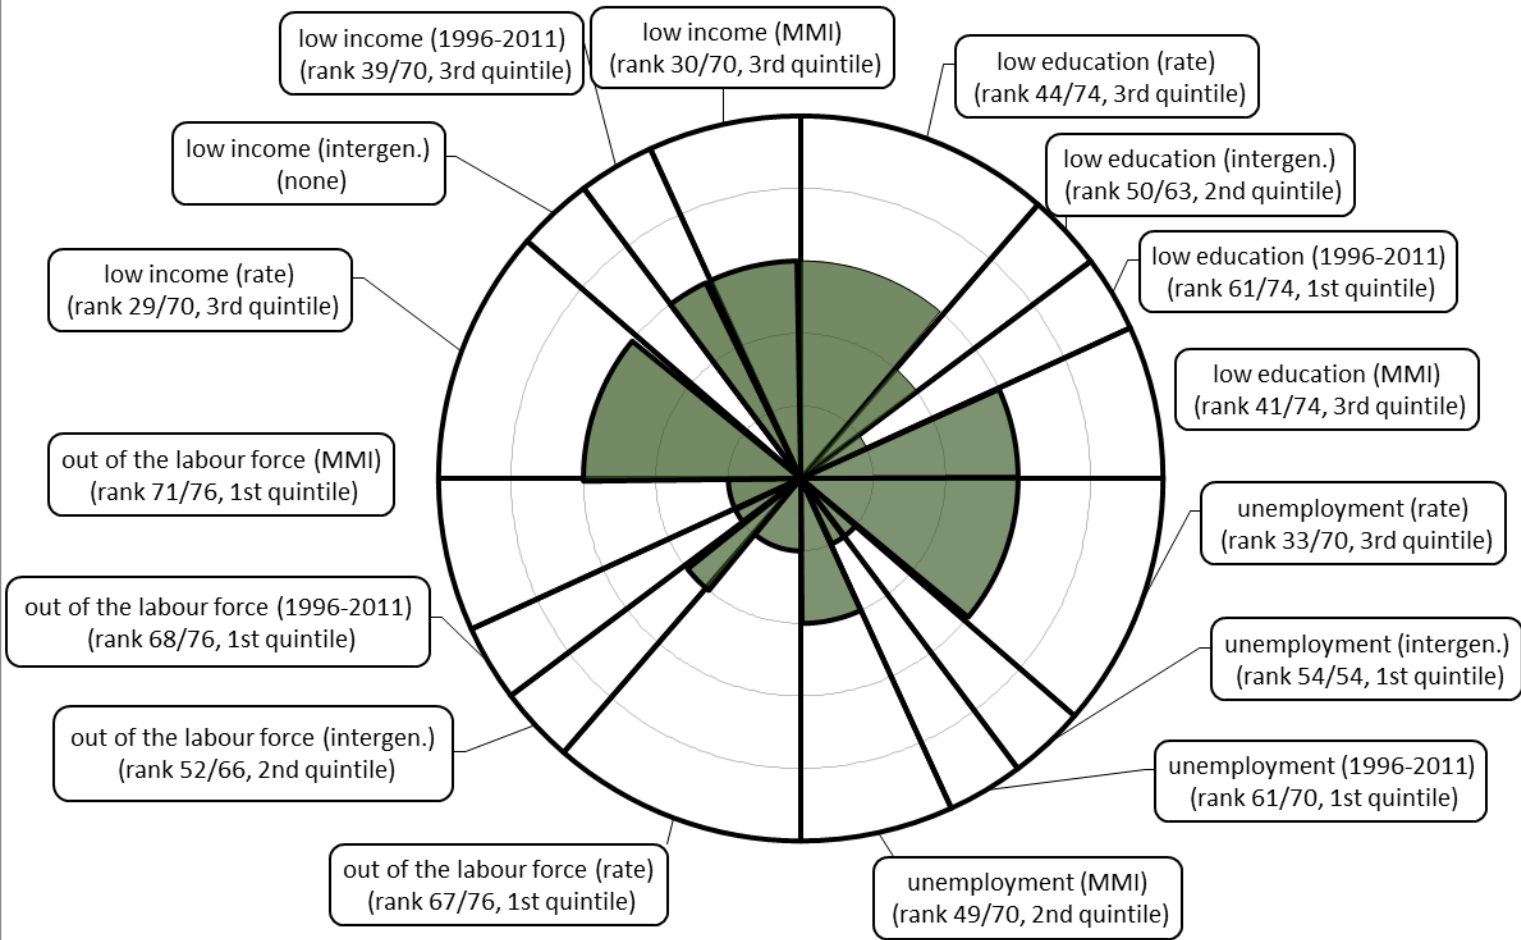 low income (1996-2011)
(rank 39/70, 3rd quintile)
low income (MMI)
(rank 30/70, 3rd quintile)
low education (rate)
(rank 44/74, 3rd quintile)
low income (intergen.)
(none)
low education (intergen.)
(rank 50/63, 2nd quintile)
low education (1996-2011)
(rank 61/74, 1st quintile)
low income (rate)
(rank 29/70, 3rd quintile)
low education (MMI)
(rank 41/74, 3rd quintile)
out of the labour force (MMI)
(rank 71/76, 1st quintile)
unemployment (rate)
(rank 33/70, 3rd quintile)
out of the labour force (1996-2011)
(rank 68/76, 1st quintile)
unemployment (intergen.)
(rank 54/54, 1st quintile)
out of the labour force (intergen.)
(rank 52/66, 2nd quintile)
unemployment (1996-2011)
(rank 61/70, 1st quintile)
out of the labour force (rate)
(rank 67/76, 1st quintile)
unemployment (MMI)
(rank 49/70, 2nd quintile)